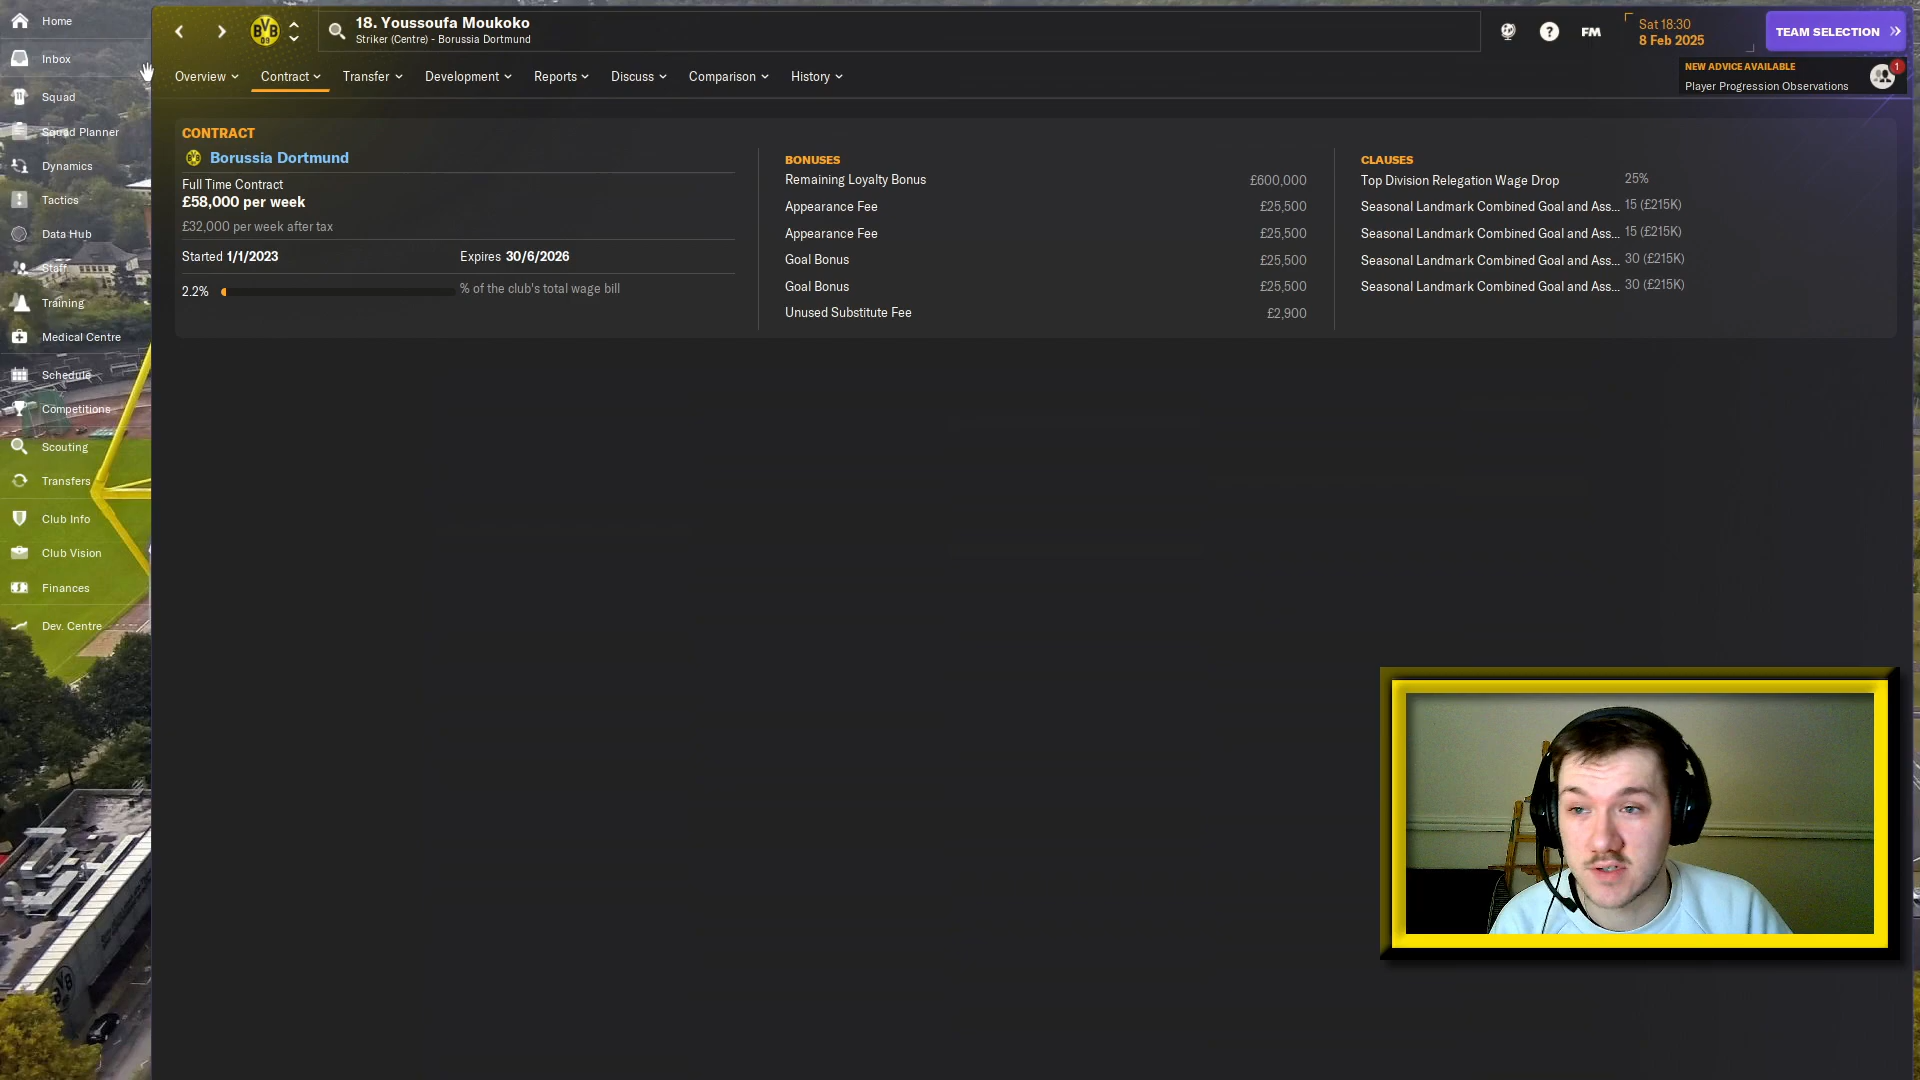 Home
Inbox
Squad
Squad Planner
Dynamics
Tactics
Data Hub
Staff
Training
Medical Centre
Schedule
Competitions
Scouting
Transfers
Club Info
Club Vision
Finances
Dev. Centre
BVB
09
18. Youssoufa Moukoko
Striker (Centre) - Borussia Dortmund
?
FM
Sat 18:30
8 Feb 2025
TEAM SELECTION
Overview
Contract
Transfer
Development
Reports
Discuss
Comparison
History
NEW ADVICE AVAILABLE
Player Progression Observations
1
CONTRACT
Borussia Dortmund
Full Time Contract
£58,000 per week
£32,000 per week after tax
Started 1/1/2023 Expires 30/6/2026
2.2% % of the club's total wage bill
BONUSES
Remaining Loyalty Bonus £600,000
Appearance Fee £25,500
Appearance Fee £25,500
Goal Bonus £25,500
Goal Bonus £25,500
Unused Substitute Fee £2,900
CLAUSES
Top Division Relegation Wage Drop 25%
Seasonal Landmark Combined Goal and Ass... 15 (£215K)
Seasonal Landmark Combined Goal and Ass... 15 (£215K)
Seasonal Landmark Combined Goal and Ass... 30 (£215K)
Seasonal Landmark Combined Goal and Ass... 30 (£215K)